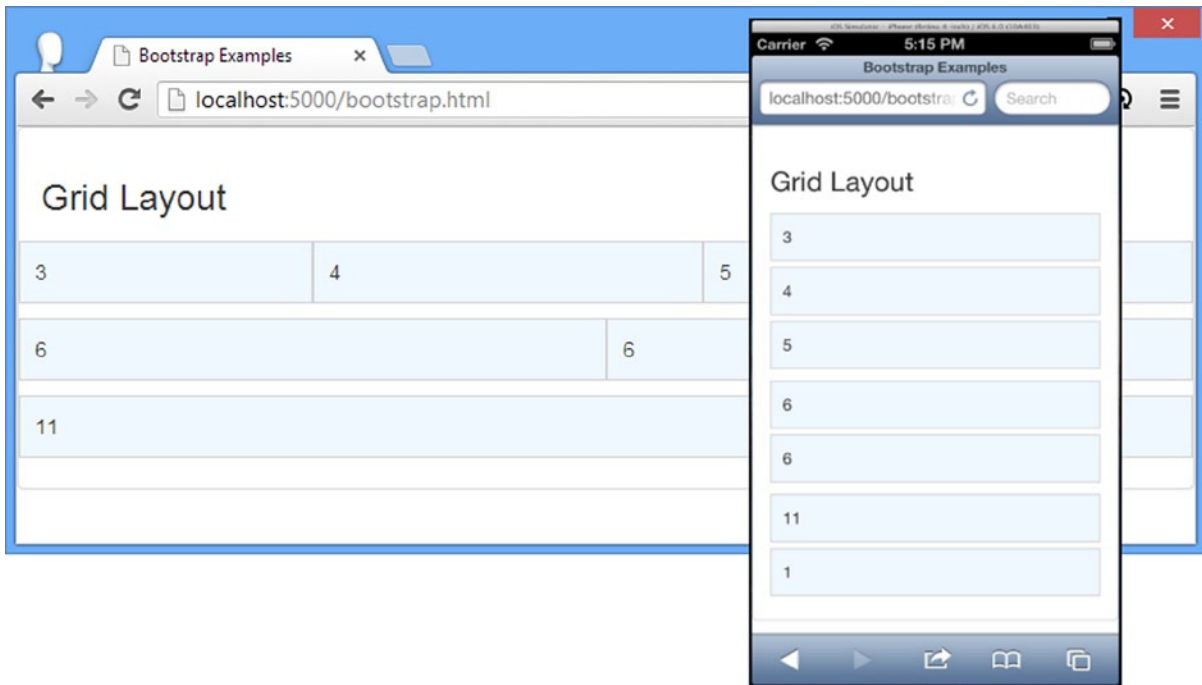 Bootstrap Examples
localhost:5000/bootstrap.html
Grid Layout
3 4 5
6 6
11
Carrier 5:15 PM
Bootstrap Examples
localhost:5000/bootstra Search
Grid Layout
3
4
5
6
6
11
1